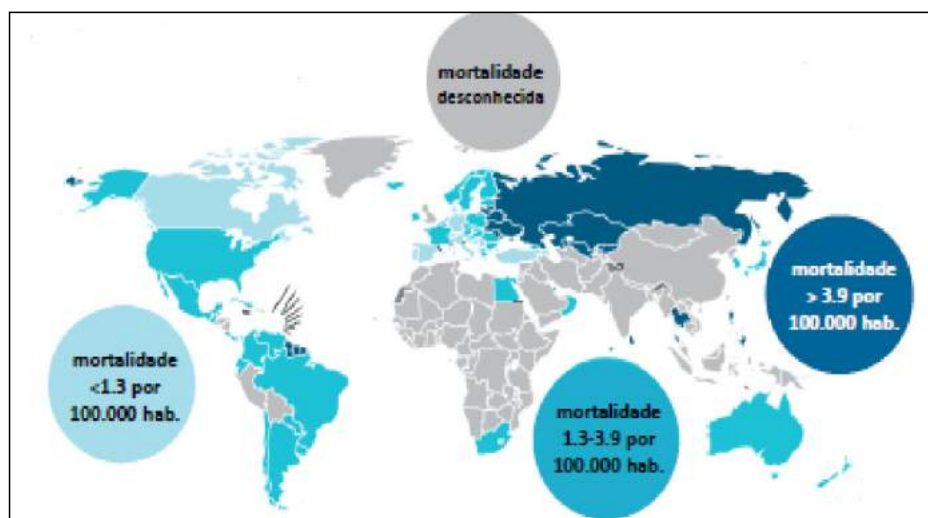 mortalidade
desconhecida
mortalidade
> 3.9 por
100.000 hab.
mortalidade
<1.3 por
100.000 hab.
mortalidade
1.3-3.9 por
100.000 hab.